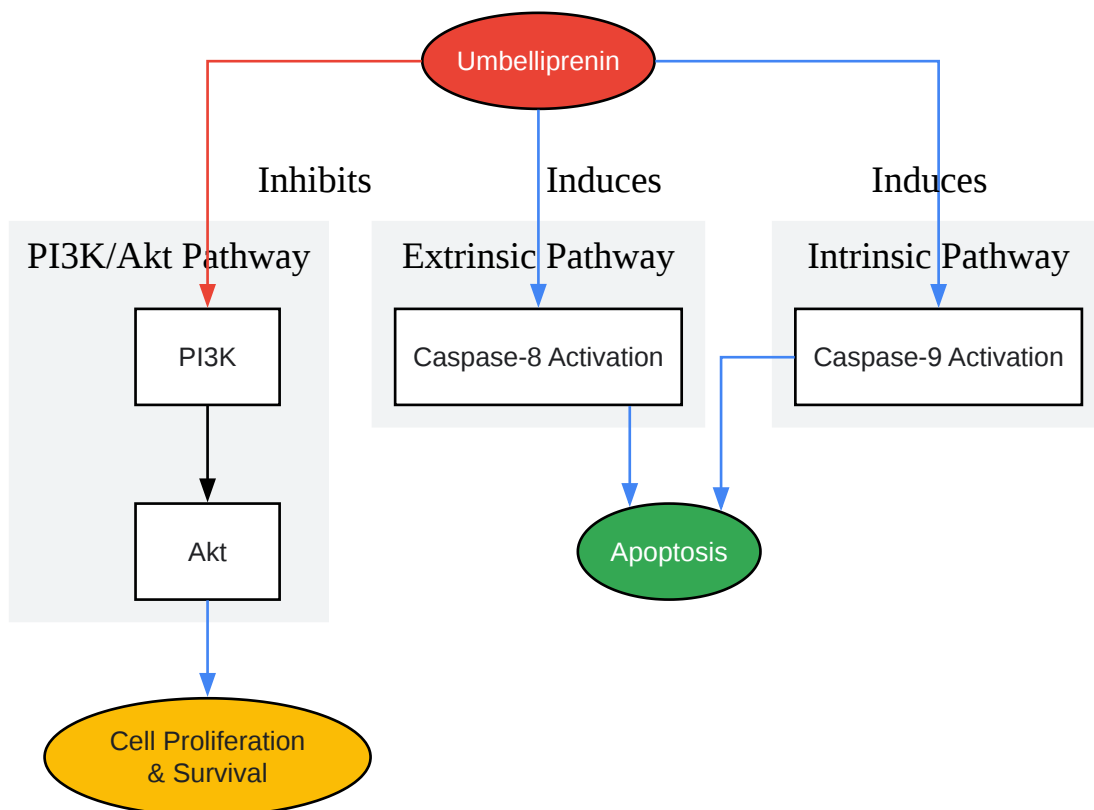 Umbelliprenin
Inhibits
Induces
Induces
PI3K/Akt Pathway
Extrinsic Pathway
Intrinsic Pathway
PI3K
Caspase-8 Activation
Caspase-9 Activation
Akt
Apoptosis
Cell Proliferation
& Survival